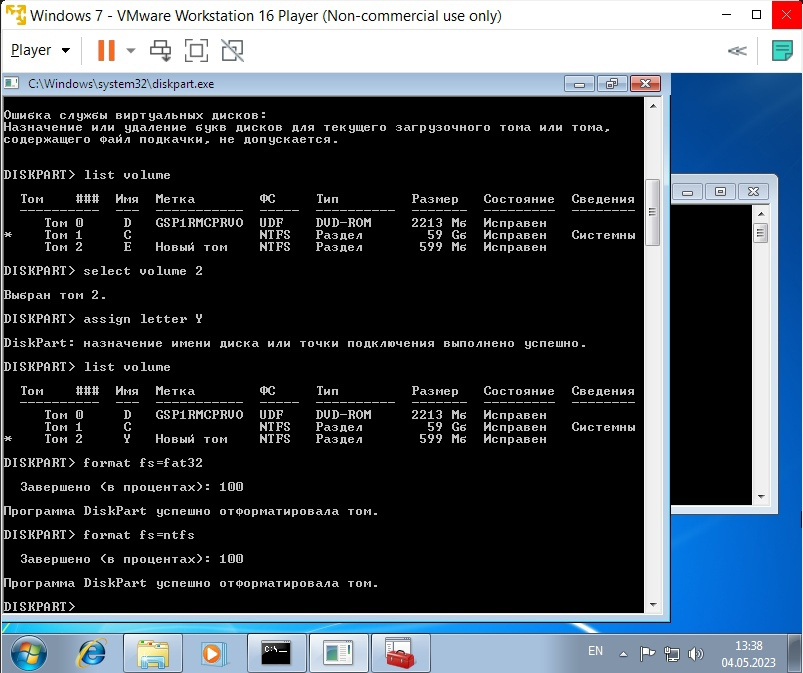 Windows 7 - VMware Workstation 16 Player (Non-commercial use only)
Player
C:\Windows\system32\diskpart.exe
Ошибка службы виртуальных дисков:
Назначение или удаление букв дисков для текущего загрузочного тома или тома,
содержащего файл подкачки, не допускается.
DISKPART> list volume
Том ### Имя Метка ФС Тип Размер Состояние Сведения
---------- --- ----------- ----- ---------- ------- --------- --------
Том 0 D GSP1RMCPRVO UDF DVD-ROM 2213 Мб Исправен
* Том 1 C NTFS Раздел 59 Gб Исправен Системны
Том 2 E Новый том NTFS Раздел 599 Мб Исправен
DISKPART> select volume 2
Выбран том 2.
DISKPART> assign letter Y
DiskPart: назначение имени диска или точки подключения выполнено успешно.
DISKPART> list volume
Том ### Имя Метка ФС Тип Размер Состояние Сведения
---------- --- ----------- ----- ---------- ------- --------- --------
Том 0 D GSP1RMCPRVO UDF DVD-ROM 2213 Мб Исправен
Том 1 C NTFS Раздел 59 Gб Исправен Системны
* Том 2 Y Новый том NTFS Раздел 599 Мб Исправен
DISKPART> format fs=fat32
Завершено (в процентах): 100
Программа DiskPart успешно отформатировала том.
DISKPART> format fs=ntfs
Завершено (в процентах): 100
Программа DiskPart успешно отформатировала том.
DISKPART>
C:\_
EN
13:38
04.05.2023